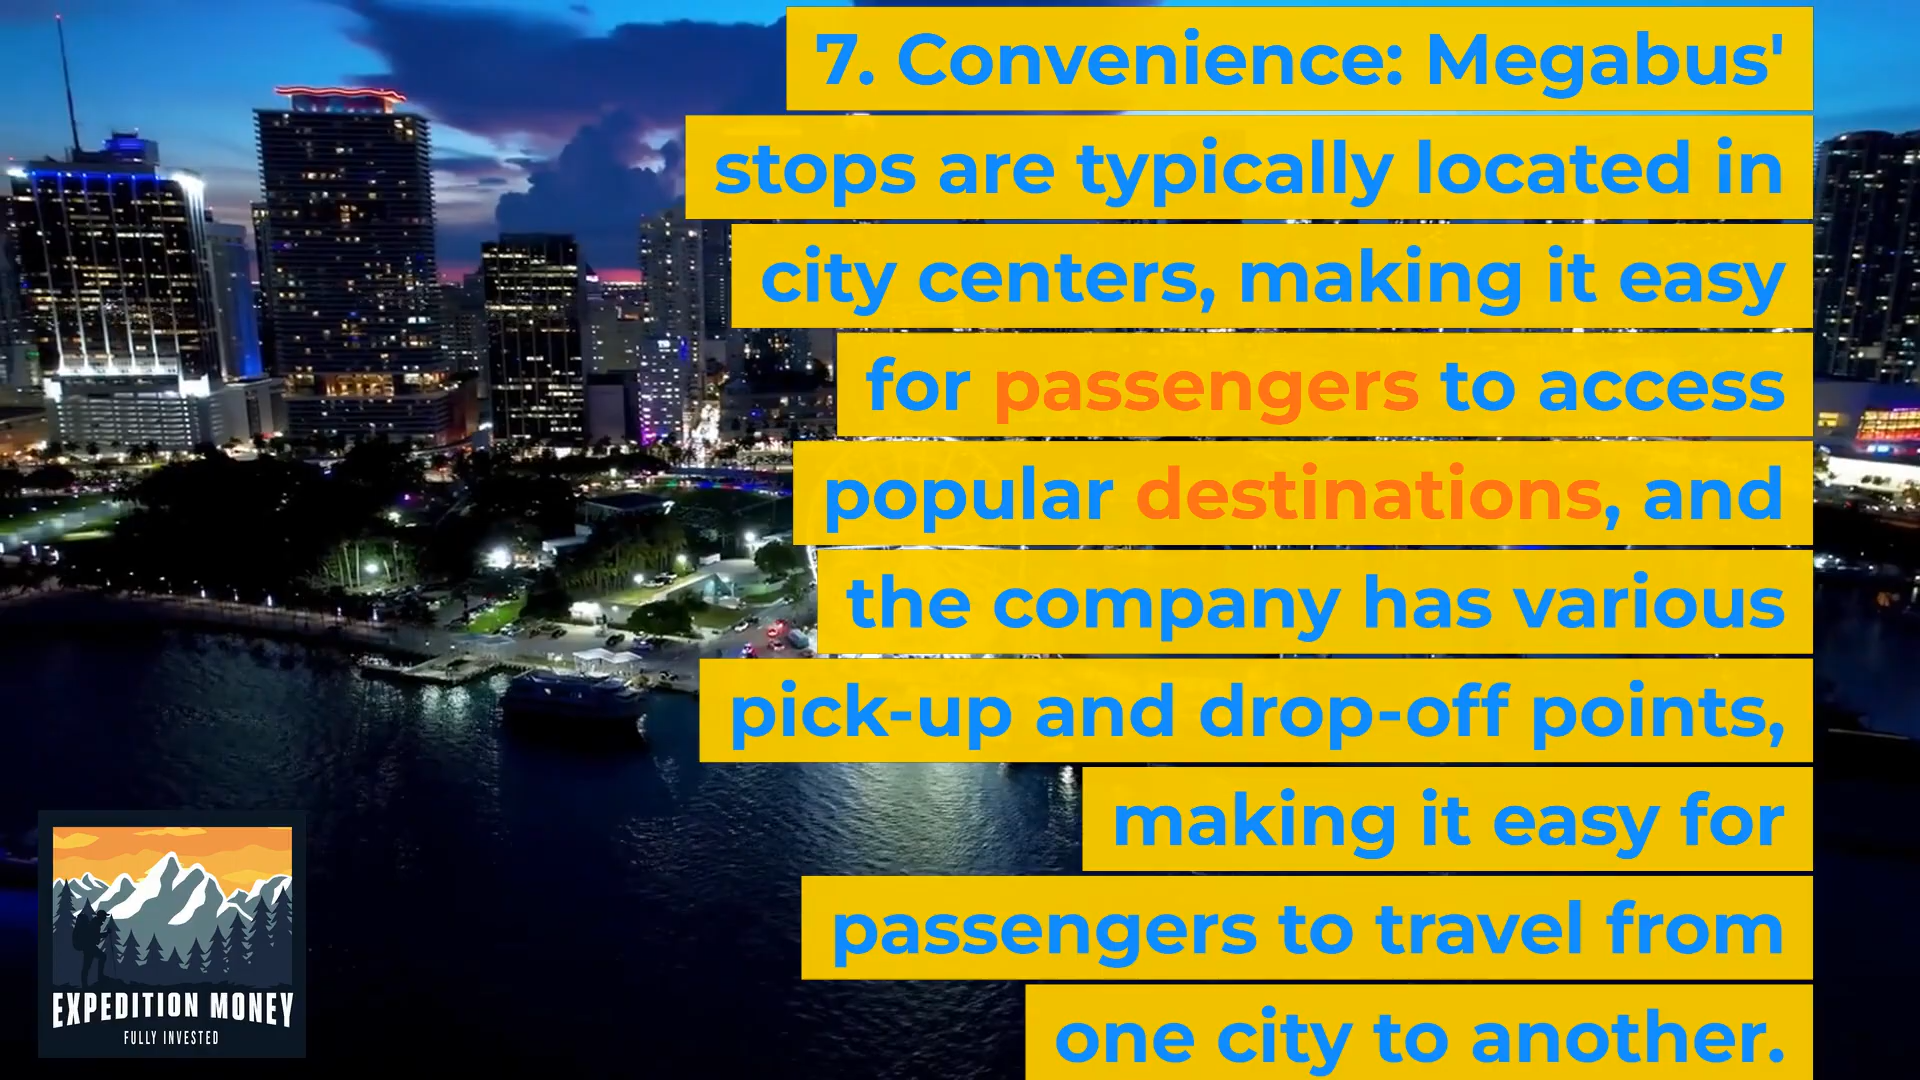 7. Convenience: Megabus'
stops are typically located in
city centers, making it easy
for passengers to access
popular destinations, and
the company has various
pick-up and drop-off points,
making it easy for
passengers to travel from
one city to another.
EXPEDITION MONEY
FULLY INVESTED